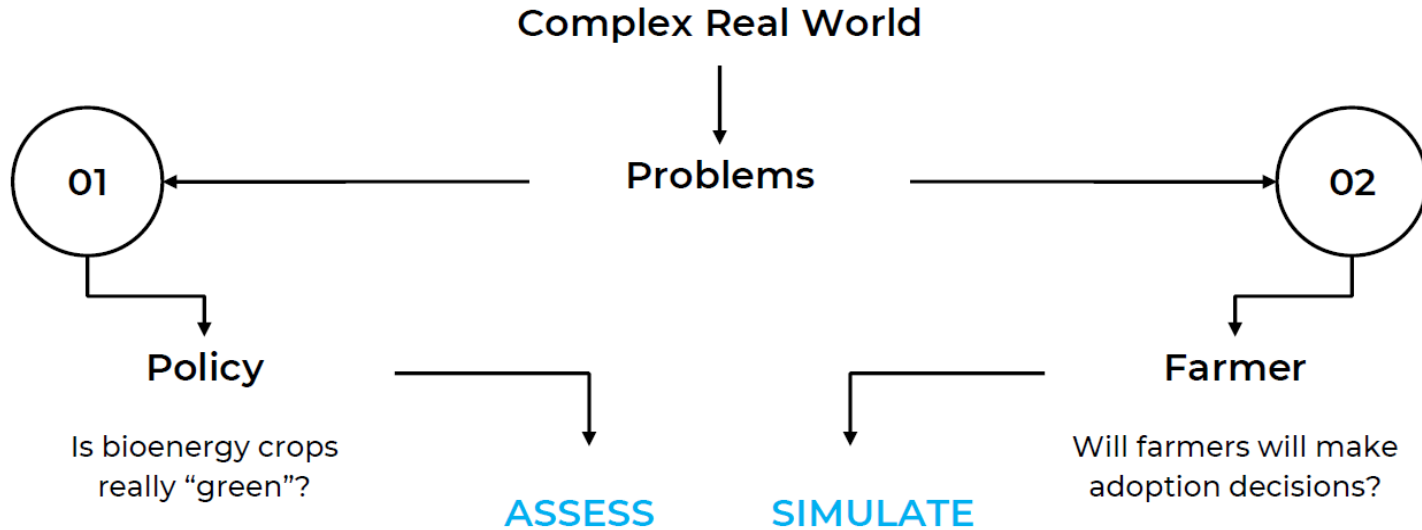 Complex Real World
Problems
01
02
Policy
Farmer
Is bioenergy crops
really “green”?
Will farmers will make
adoption decisions?
ASSESS
SIMULATE